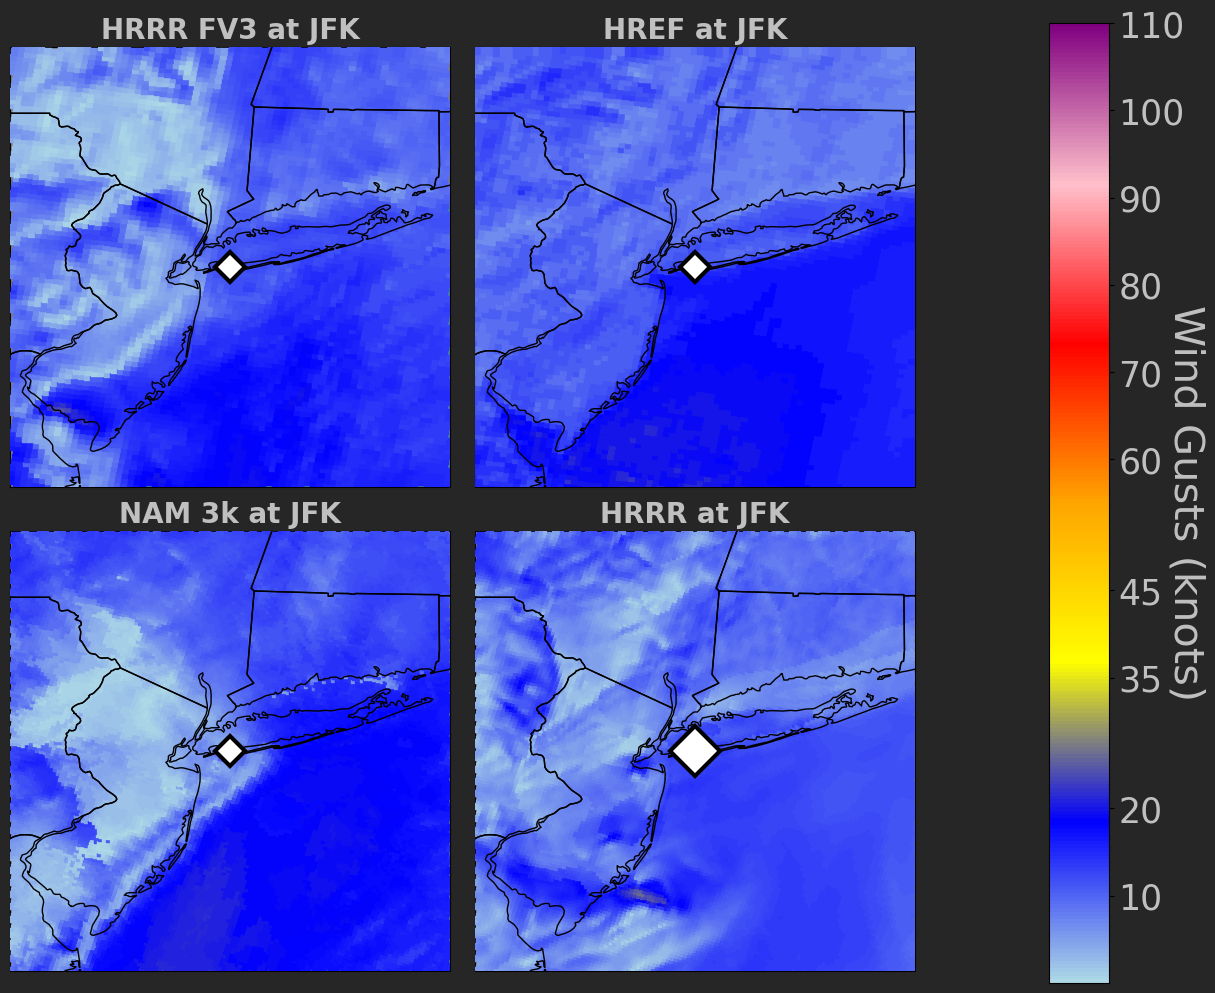 HRRR FV3 at JFK
HREF at JFK
NAM 3k at JFK
HRRR at JFK
110
100
90
80
70
60
45
35
20
10
Wind Gusts (knots)